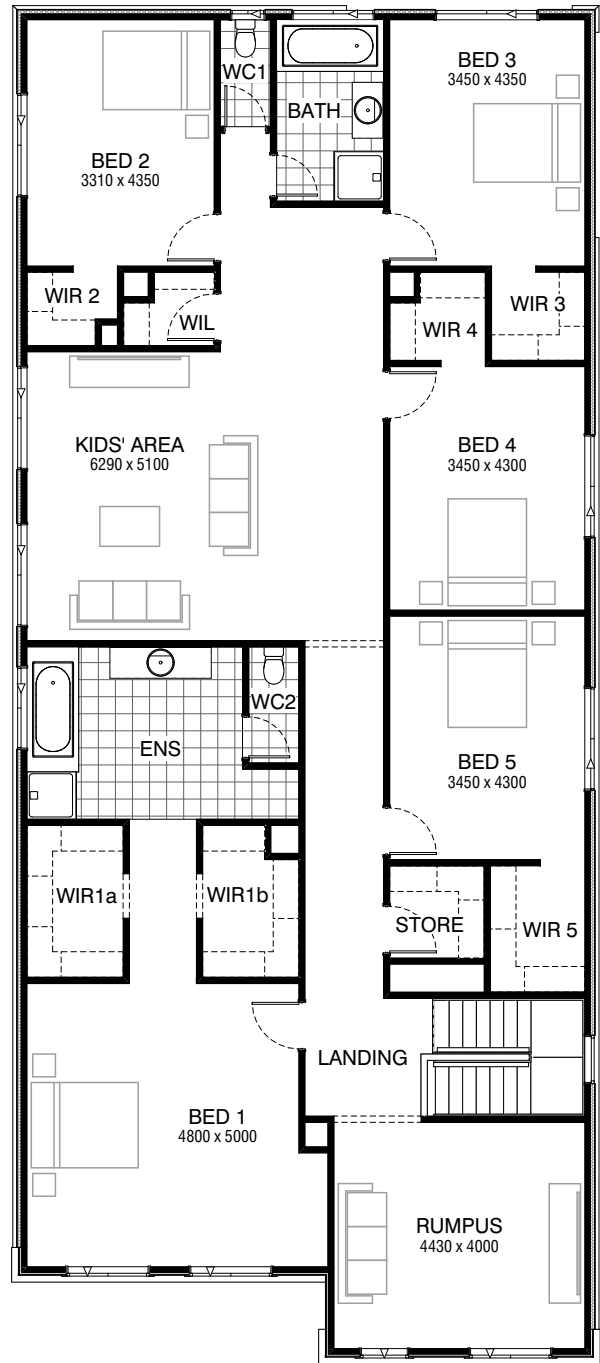 WC1
BATH
BED 3
3450 x 4350
BED 2
3310 x 4350
WIR 2
WIL
WIR 4
WIR 3
KIDS' AREA
6290 x 5100
BED 4
3450 x 4300
WC2
ENS
BED 5
3450 x 4300
WIR1a
WIR1b
STORE
WIR 5
LANDING
BED 1
4800 x 5000
RUMPUS
4430 x 4000